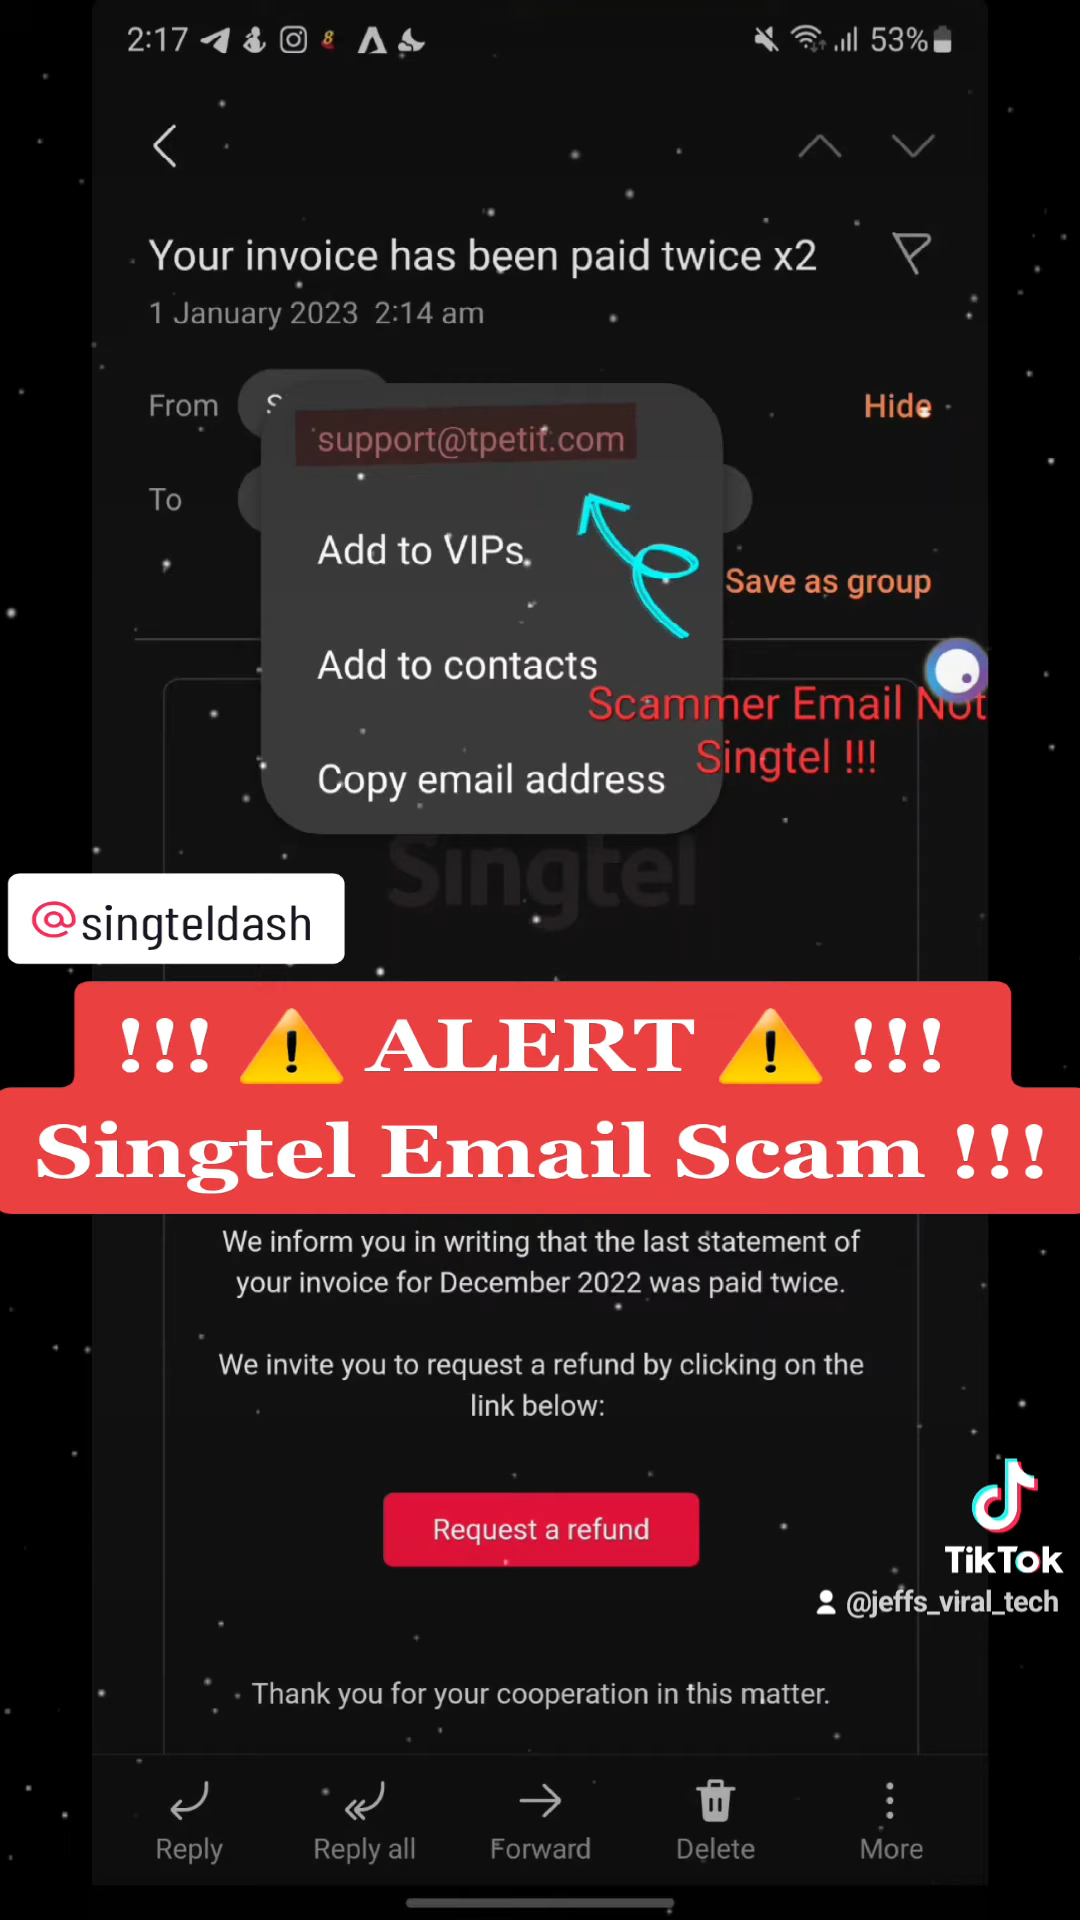 2:17
53%
Your invoice has been paid twice x2
1 January 2023 2:14 am
From
Hide
support@tpetit.com
To
Add to VIPs
Save as group
Add to contacts
Scammer Email Not
Singtel !!!
Copy email address
Singtel
@singteldash
!!! ⚠️ ALERT ⚠️ !!!
Singtel Email Scam !!!
We inform you in writing that the last statement of
your invoice for December 2022 was paid twice.
We invite you to request a refund by clicking on the
link below:
Request a refund
TikTok
@jeffs_viral_tech
Thank you for your cooperation in this matter.
Reply
Reply all
Forward
Delete
More